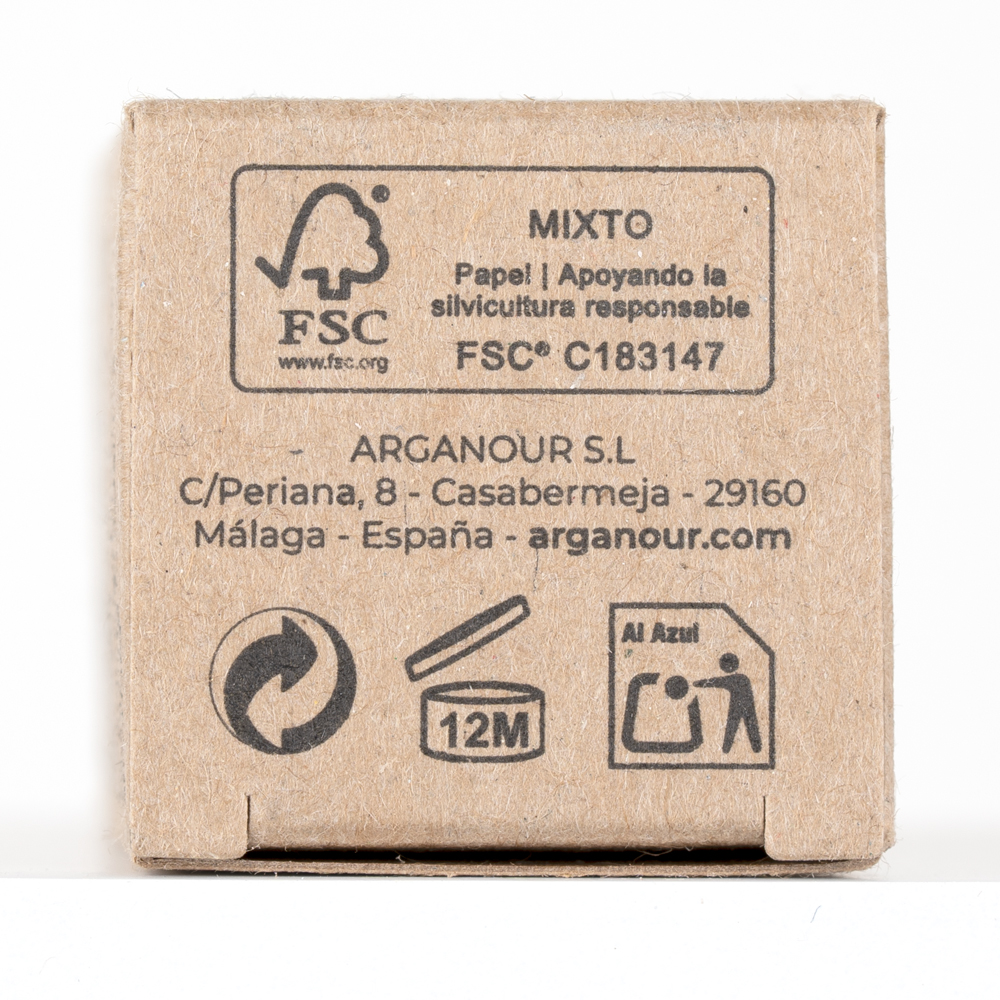 MIXTO
Papel | Apoyando la
silvicultura responsable
FSC® C183147
FSC
www.fsc.org
ARGANOUR S.L
C/Periana, 8 - Casabermeja - 29160
Málaga - España - arganour.com
12M
Al Azul